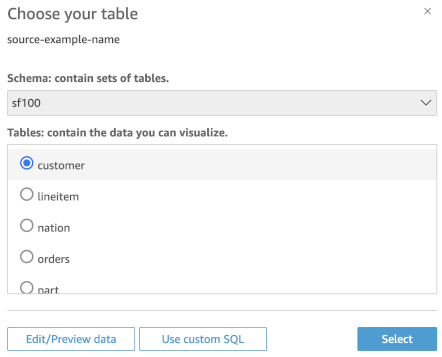 Choose your table
source-example-name
Schema: contain sets of tables.
sf100
Tables: contain the data you can visualize.
customer
lineitem
nation
orders
part
Edit/Preview data
Use custom SQL
Select